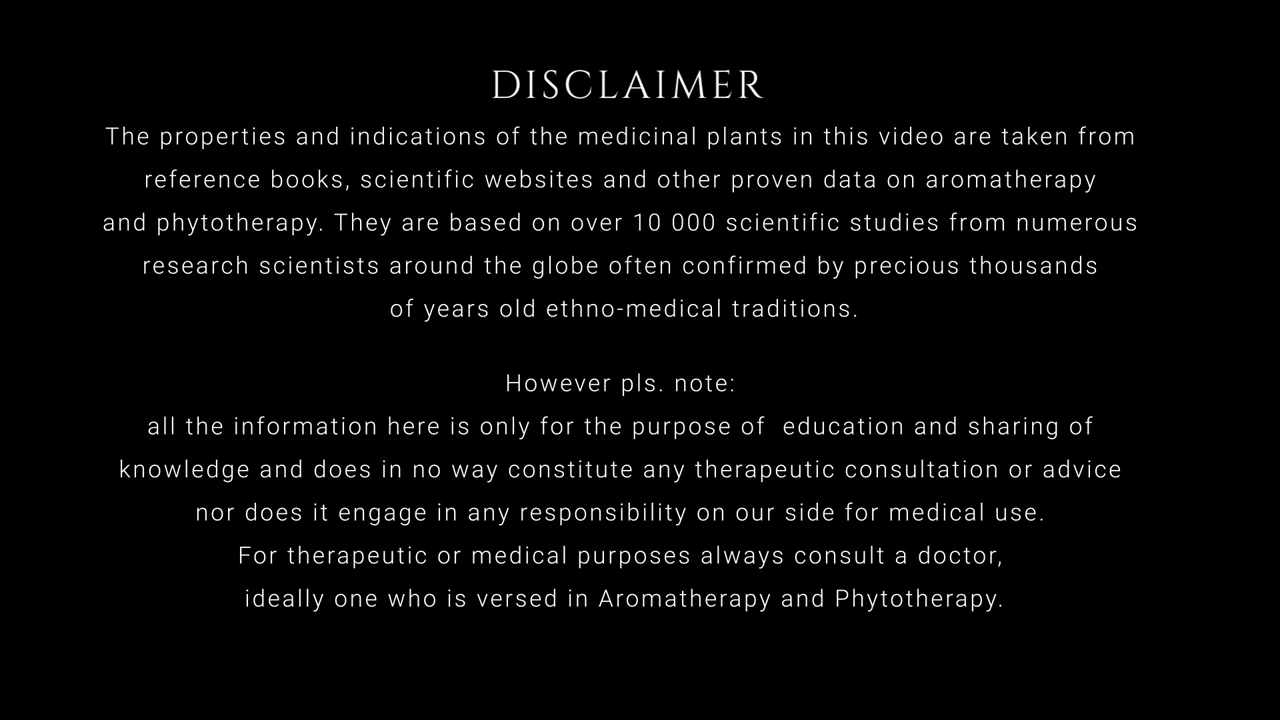 DISCLAIMER
The properties and indications of the medicinal plants in this video are taken from
reference books, scientific websites and other proven data on aromatherapy
and phytotherapy. They are based on over 10 000 scientific studies from numerous
research scientists around the globe often confirmed by precious thousands
of years old ethno-medical traditions.
However pls. note:
all the information here is only for the purpose of  education and sharing of
knowledge and does in no way constitute any therapeutic consultation or advice
nor does it engage in any responsibility on our side for medical use.
For therapeutic or medical purposes always consult a doctor,
ideally one who is versed in Aromatherapy and Phytotherapy.